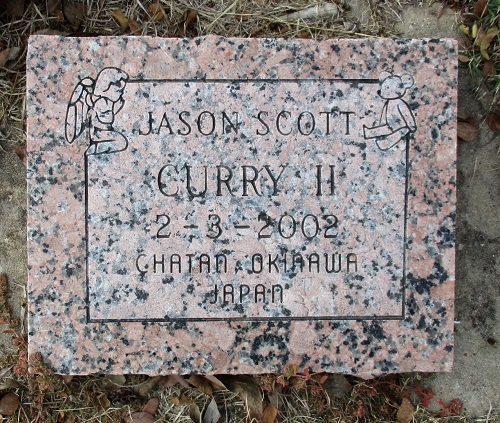 JASON SCOTT
CURRY II
2-3-2002
CHATAN, OKINAWA
JAPAN